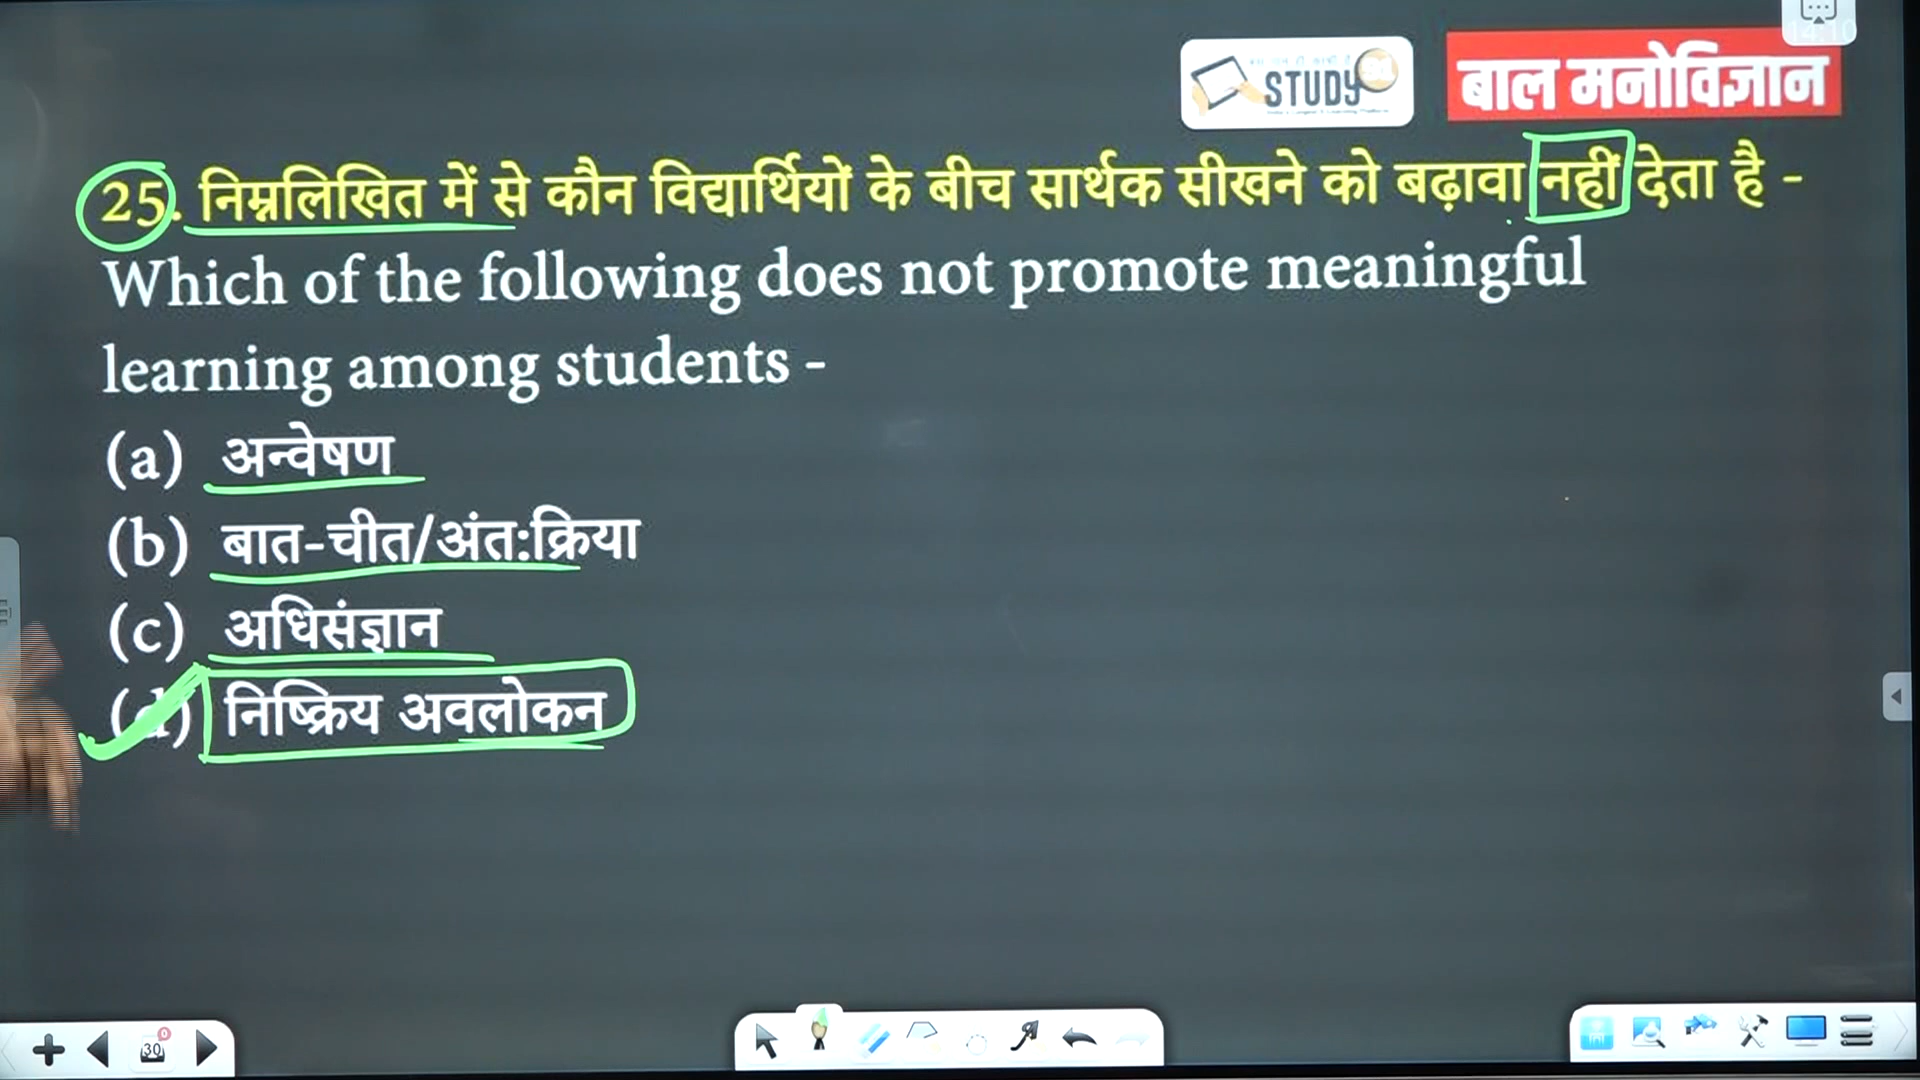 STUDY 91
बाल मनोविज्ञान
25. निम्नलिखित में से कौन विद्यार्थियों के बीच सार्थक सीखने को बढ़ावा नहीं देता है -
Which of the following does not promote meaningful
learning among students -
(a) अन्वेषण
(b) बात-चीत/अंत:क्रिया
(c) अधिसंज्ञान
(d) निष्क्रिय अवलोकन
30